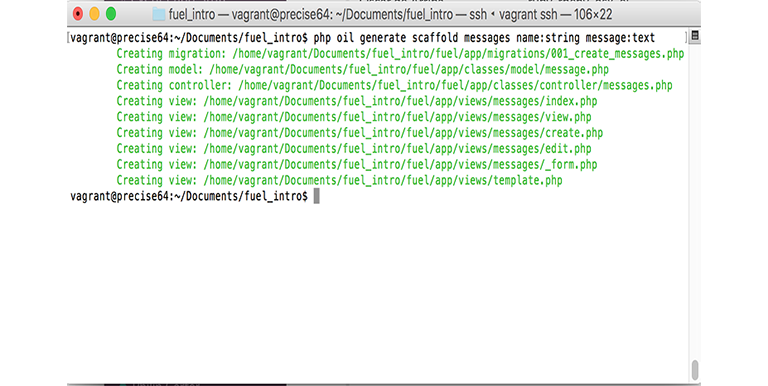 fuel_intro — vagrant@precise64: ~/Documents/fuel_intro — ssh ‹ vagrant ssh — 106×22
[vagrant@precise64:~/Documents/fuel_intro$ php oil generate scaffold messages name:string message:text ]
Creating migration: /home/vagrant/Documents/fuel_intro/fuel/app/migrations/001_create_messages.php
Creating model: /home/vagrant/Documents/fuel_intro/fuel/app/classes/model/message.php
Creating controller: /home/vagrant/Documents/fuel_intro/fuel/app/classes/controller/messages.php
Creating view: /home/vagrant/Documents/fuel_intro/fuel/app/views/messages/index.php
Creating view: /home/vagrant/Documents/fuel_intro/fuel/app/views/messages/view.php
Creating view: /home/vagrant/Documents/fuel_intro/fuel/app/views/messages/create.php
Creating view: /home/vagrant/Documents/fuel_intro/fuel/app/views/messages/edit.php
Creating view: /home/vagrant/Documents/fuel_intro/fuel/app/views/messages/_form.php
Creating view: /home/vagrant/Documents/fuel_intro/fuel/app/views/template.php
vagrant@precise64:~/Documents/fuel_intro$